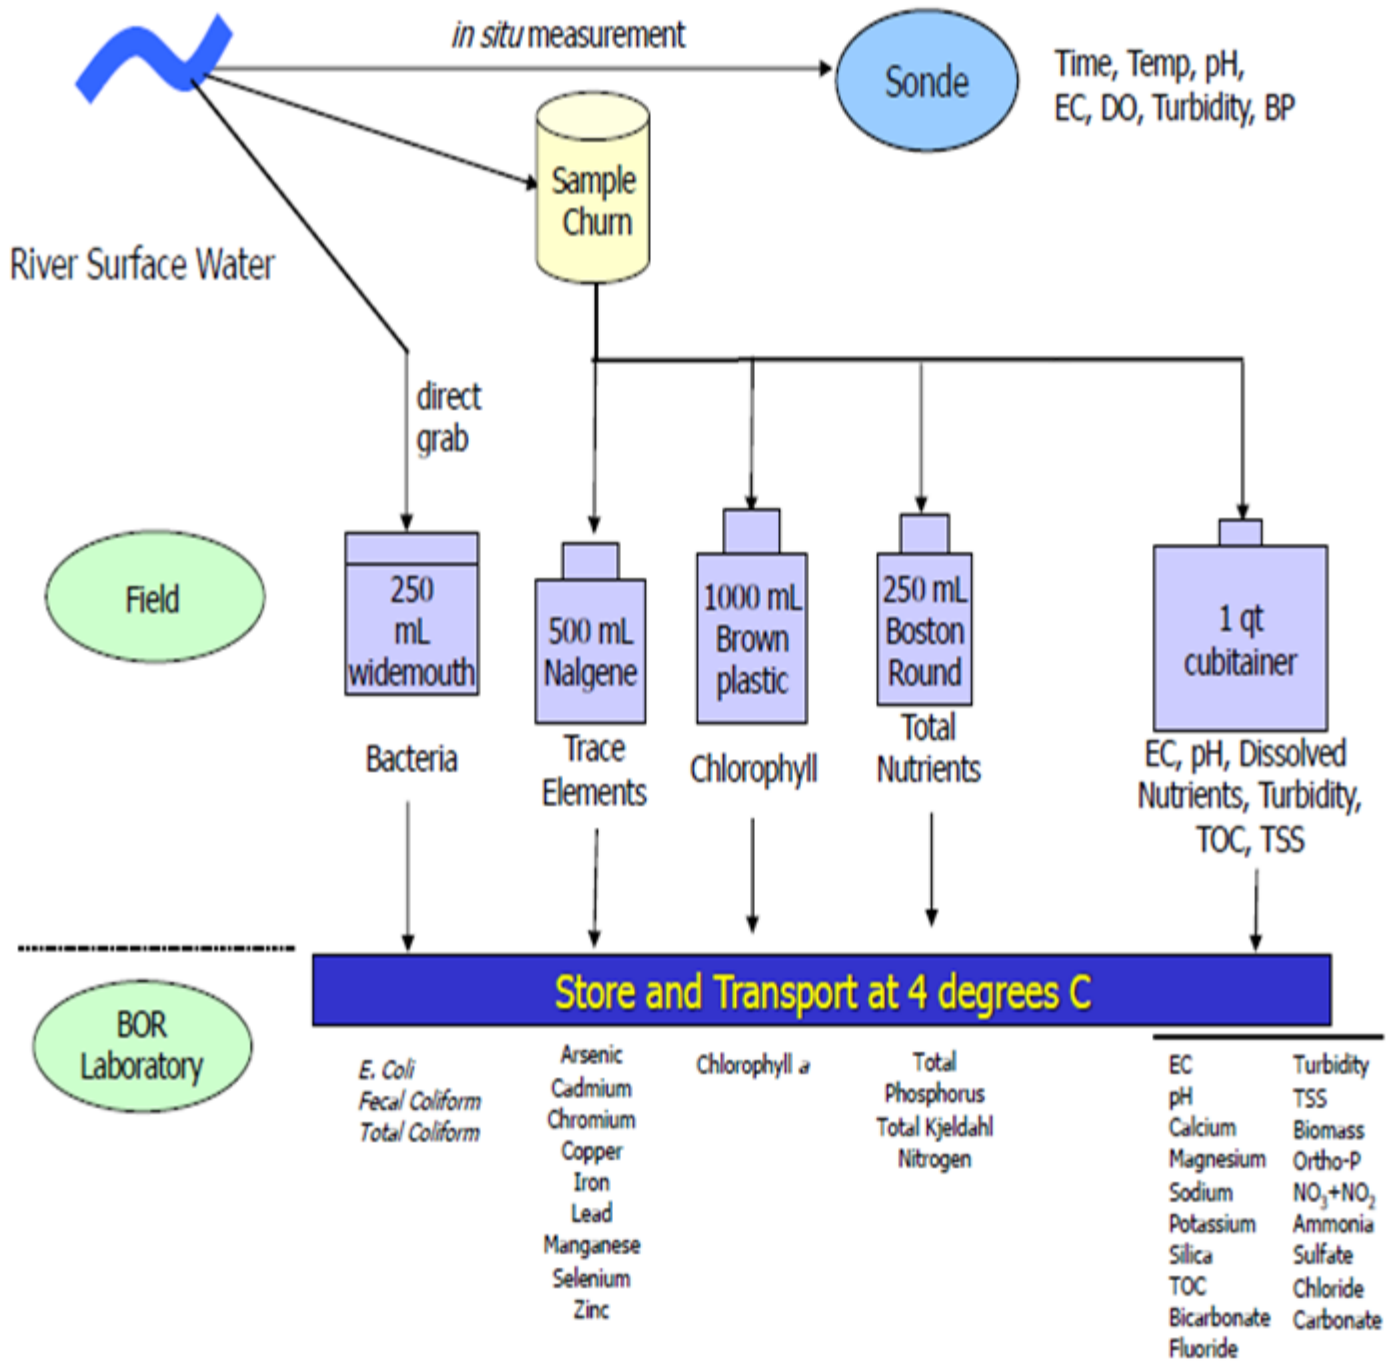 in situ measurement
Sonde
Time, Temp, pH,
EC, DO, Turbidity, BP
Sample
Churn
River Surface Water
direct
grab
Field
250
mL
widemouth
500 mL
Nalgene
1000 mL
Brown
plastic
250 mL
Boston
Round
1 qt
cubitainer
Bacteria
Trace
Elements
Chlorophyll
Total
Nutrients
EC, pH, Dissolved
Nutrients, Turbidity,
TOC, TSS
Store and Transport at 4 degrees C
BOR
Laboratory
E. Coli
Fecal Coliform
Total Coliform
Arsenic
Cadmium
Chromium
Copper
Iron
Lead
Manganese
Selenium
Zinc
Chlorophyll a
Total
Phosphorus
Total Kjeldahl
Nitrogen
EC
pH
Calcium
Magnesium
Sodium
Potassium
Silica
TOC
Bicarbonate
Fluoride
Turbidity
TSS
Biomass
Ortho-P
NO₃+NO₂
Ammonia
Sulfate
Chloride
Carbonate